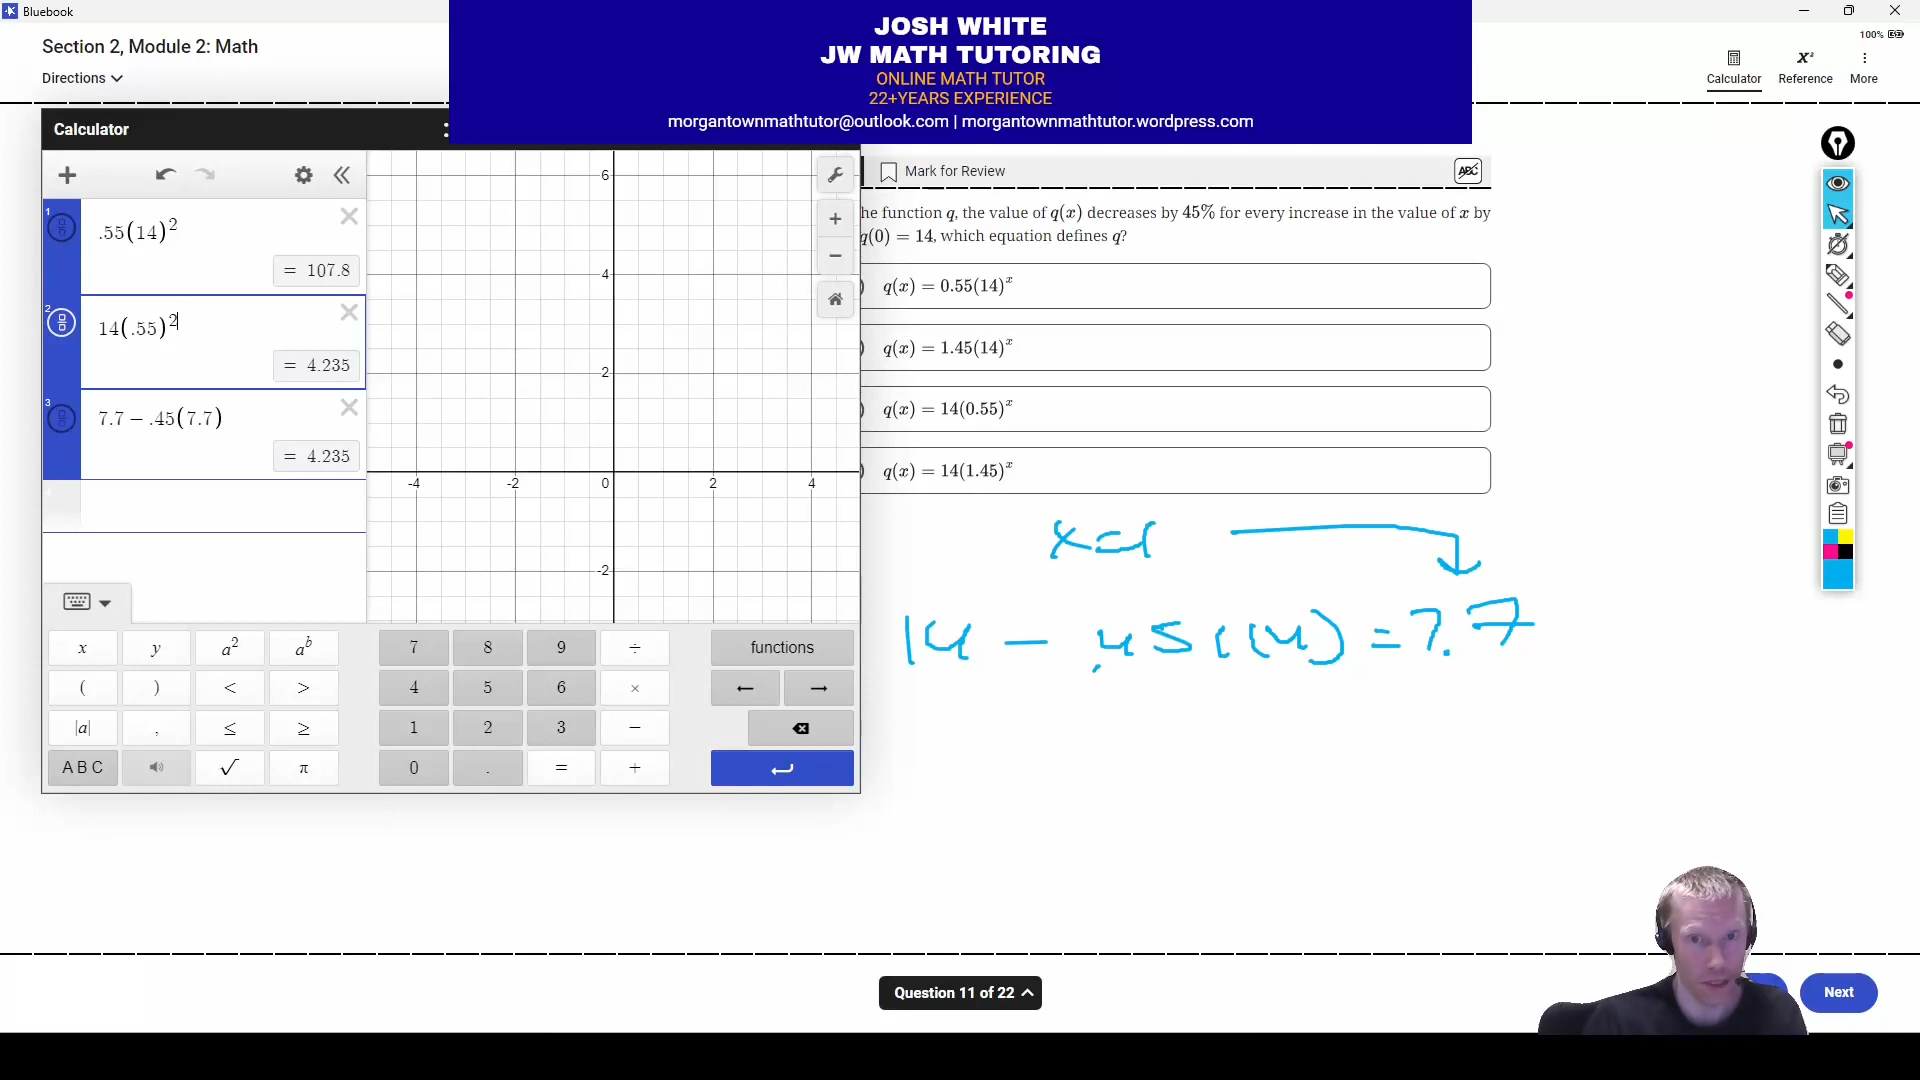 Bluebook
JOSH WHITE
JW MATH TUTORING
ONLINE MATH TUTOR
22+YEARS EXPERIENCE
morgantownmathtutor@outlook.com | morgantownmathtutor.wordpress.com
100%
Section 2, Module 2: Math
Directions
Calculator
Reference
More
Calculator
Mark for Review
ABC
he function q, the value of q(x) decreases by 45% for every increase in the value of x by
q(0) = 14, which equation defines q?
q(x) = 0.55(14)^x
q(x) = 1.45(14)^x
q(x) = 14(0.55)^x
q(x) = 14(1.45)^x
1
.55(14)^2
= 107.8
2
14(.55)^2
= 4.235
3
7.7 − .45(7.7)
= 4.235
4
6
4
2
-4 -2 0 2 4
-2
x=1
14 − .45(14) = 7.7
x y a² a^b 7 8 9 ÷ functions
( ) < > 4 5 6 × ← →
|a| , ≤ ≥ 1 2 3 −
A B C √ π 0 . = +
Question 11 of 22
Next